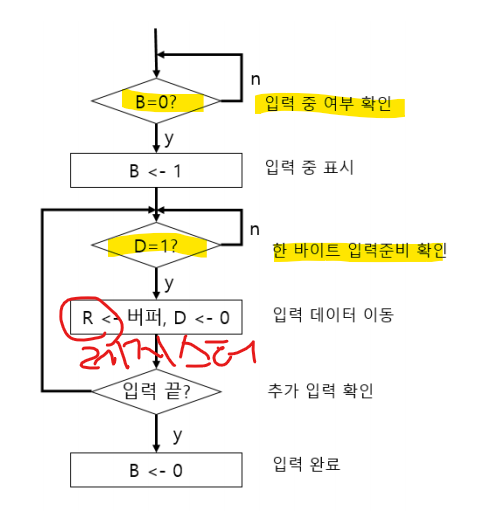 n
B=0? 입력 중 여부 확인
y
B <- 1 입력 중 표시
n
D=1? 한 바이트 입력준비 확인
y
R <- 버퍼, D <- 0 입력 데이터 이동
레지스터
입력 끝? 추가 입력 확인
y
B <- 0 입력 완료